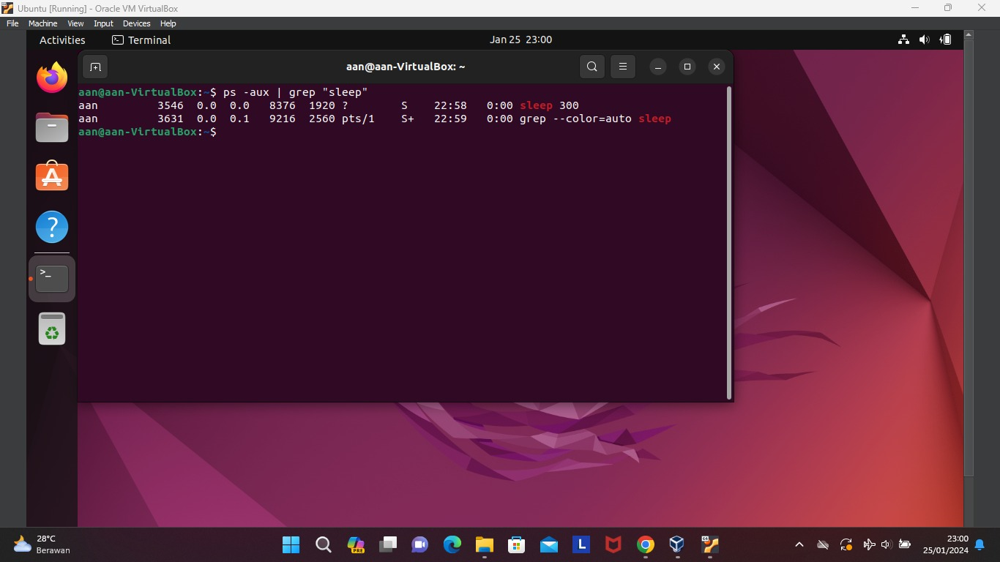 Ubuntu [Running] - Oracle VM VirtualBox
File Machine View Input Devices Help
Activities Terminal Jan 25 23:00
aan@aan-VirtualBox: ~
aan@aan-VirtualBox:~$ ps -aux | grep "sleep"
aan 3546 0.0 0.0 8376 1920 ? S 22:58 0:00 sleep 300
aan 3631 0.0 0.1 9216 2560 pts/1 S+ 22:59 0:00 grep --color=auto sleep
aan@aan-VirtualBox:~$
28°C
Berawan
PRE
L
64
23:00
25/01/2024